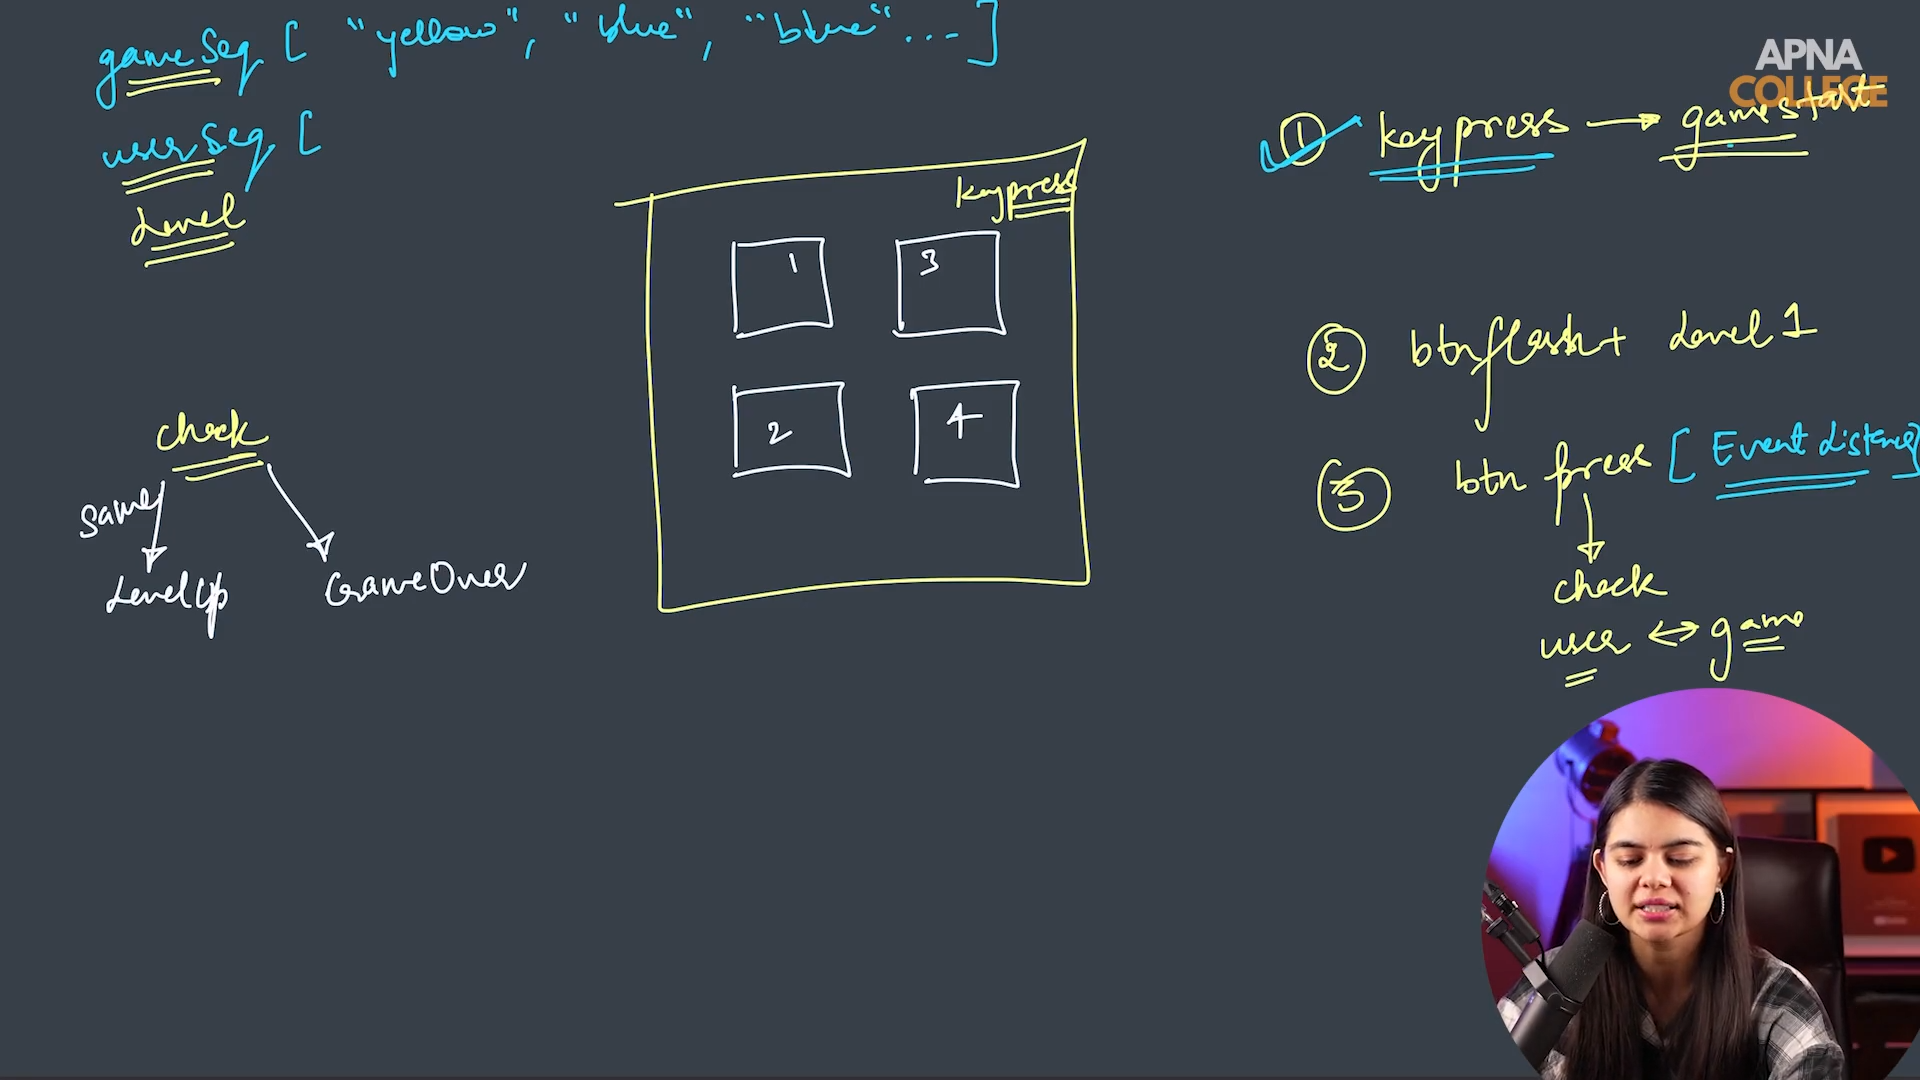 gameSeq [ "yellow", "blue", "blue" ... ]
userSeq [
Level
check
same
LevelUp
GameOver
keypress
1
3
2
4
APNA
COLLEGE
1 keypress → gamestart
2 btnflash + Level 1
3 btn press [ Event Listener ]
check
user ↔ game